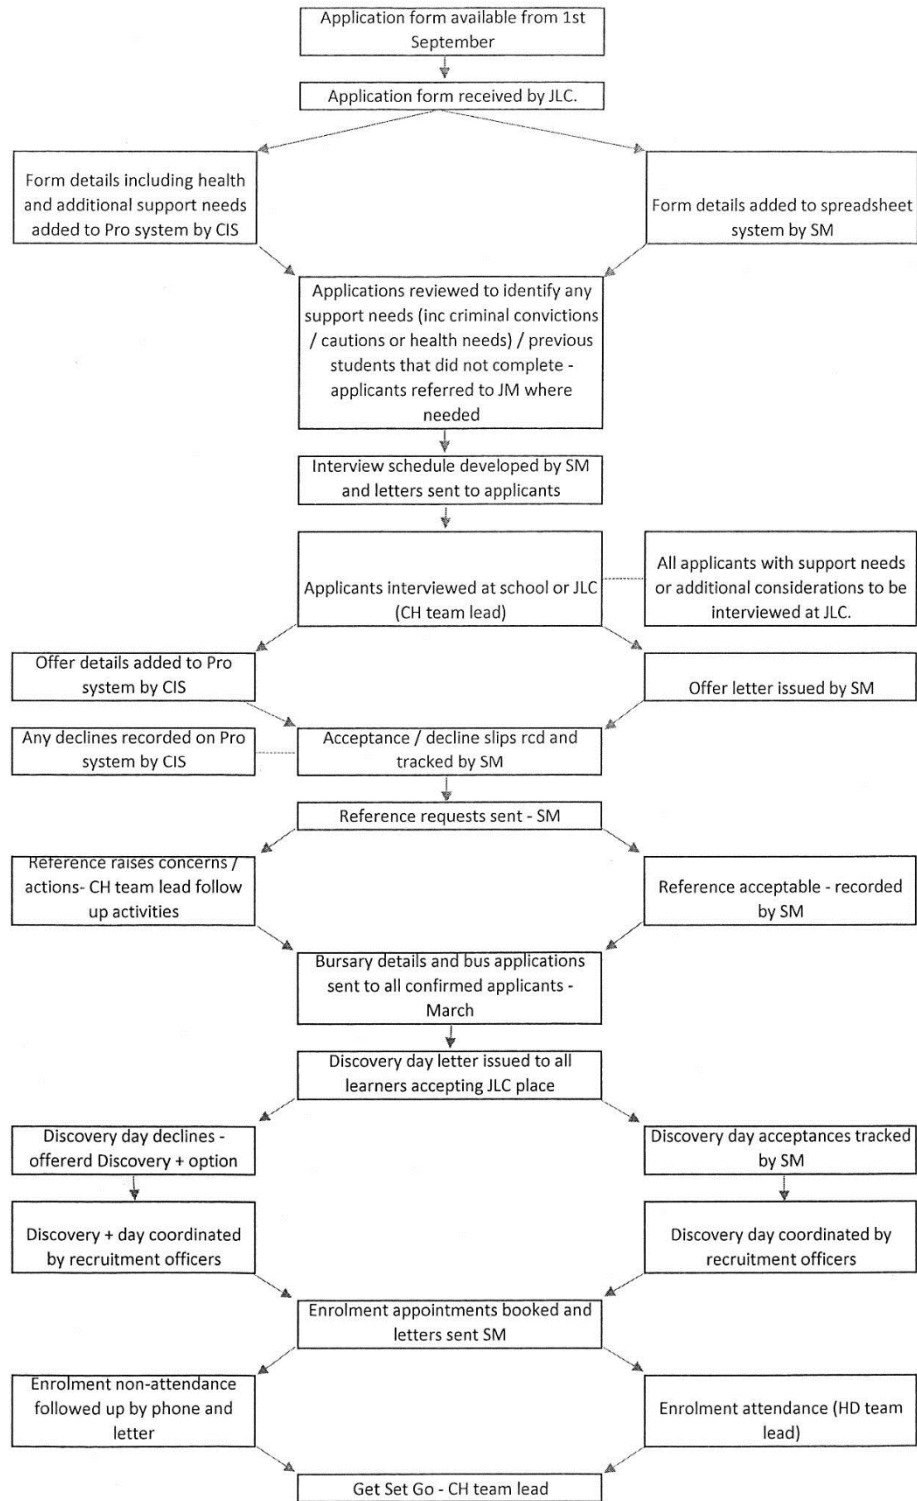 Application form available from 1st
September
Application form received by JLC.
Form details including health
and additional support needs
added to Pro system by CIS
Form details added to spreadsheet
system by SM
Applications reviewed to identify any
support needs (inc criminal convictions
/ cautions or health needs) / previous
students that did not complete -
applicants referred to JM where
needed
Interview schedule developed by SM
and letters sent to applicants
Applicants interviewed at school or JLC
(CH team lead)
All applicants with support needs
or additional considerations to be
interviewed at JLC.
Offer details added to Pro
system by CIS
Offer letter issued by SM
Any declines recorded on Pro
system by CIS
Acceptance / decline slips rcd and
tracked by SM
Reference requests sent - SM
Reference raises concerns /
actions- CH team lead follow
up activities
Reference acceptable - recorded
by SM
Bursary details and bus applications
sent to all confirmed applicants -
March
Discovery day letter issued to all
learners accepting JLC place
Discovery day declines -
offererd Discovery + option
Discovery day acceptances tracked
by SM
Discovery + day coordinated
by recruitment officers
Discovery day coordinated by
recruitment officers
Enrolment appointments booked and
letters sent SM
Enrolment non-attendance
followed up by phone and
letter
Enrolment attendance (HD team
lead)
Get Set Go - CH team lead